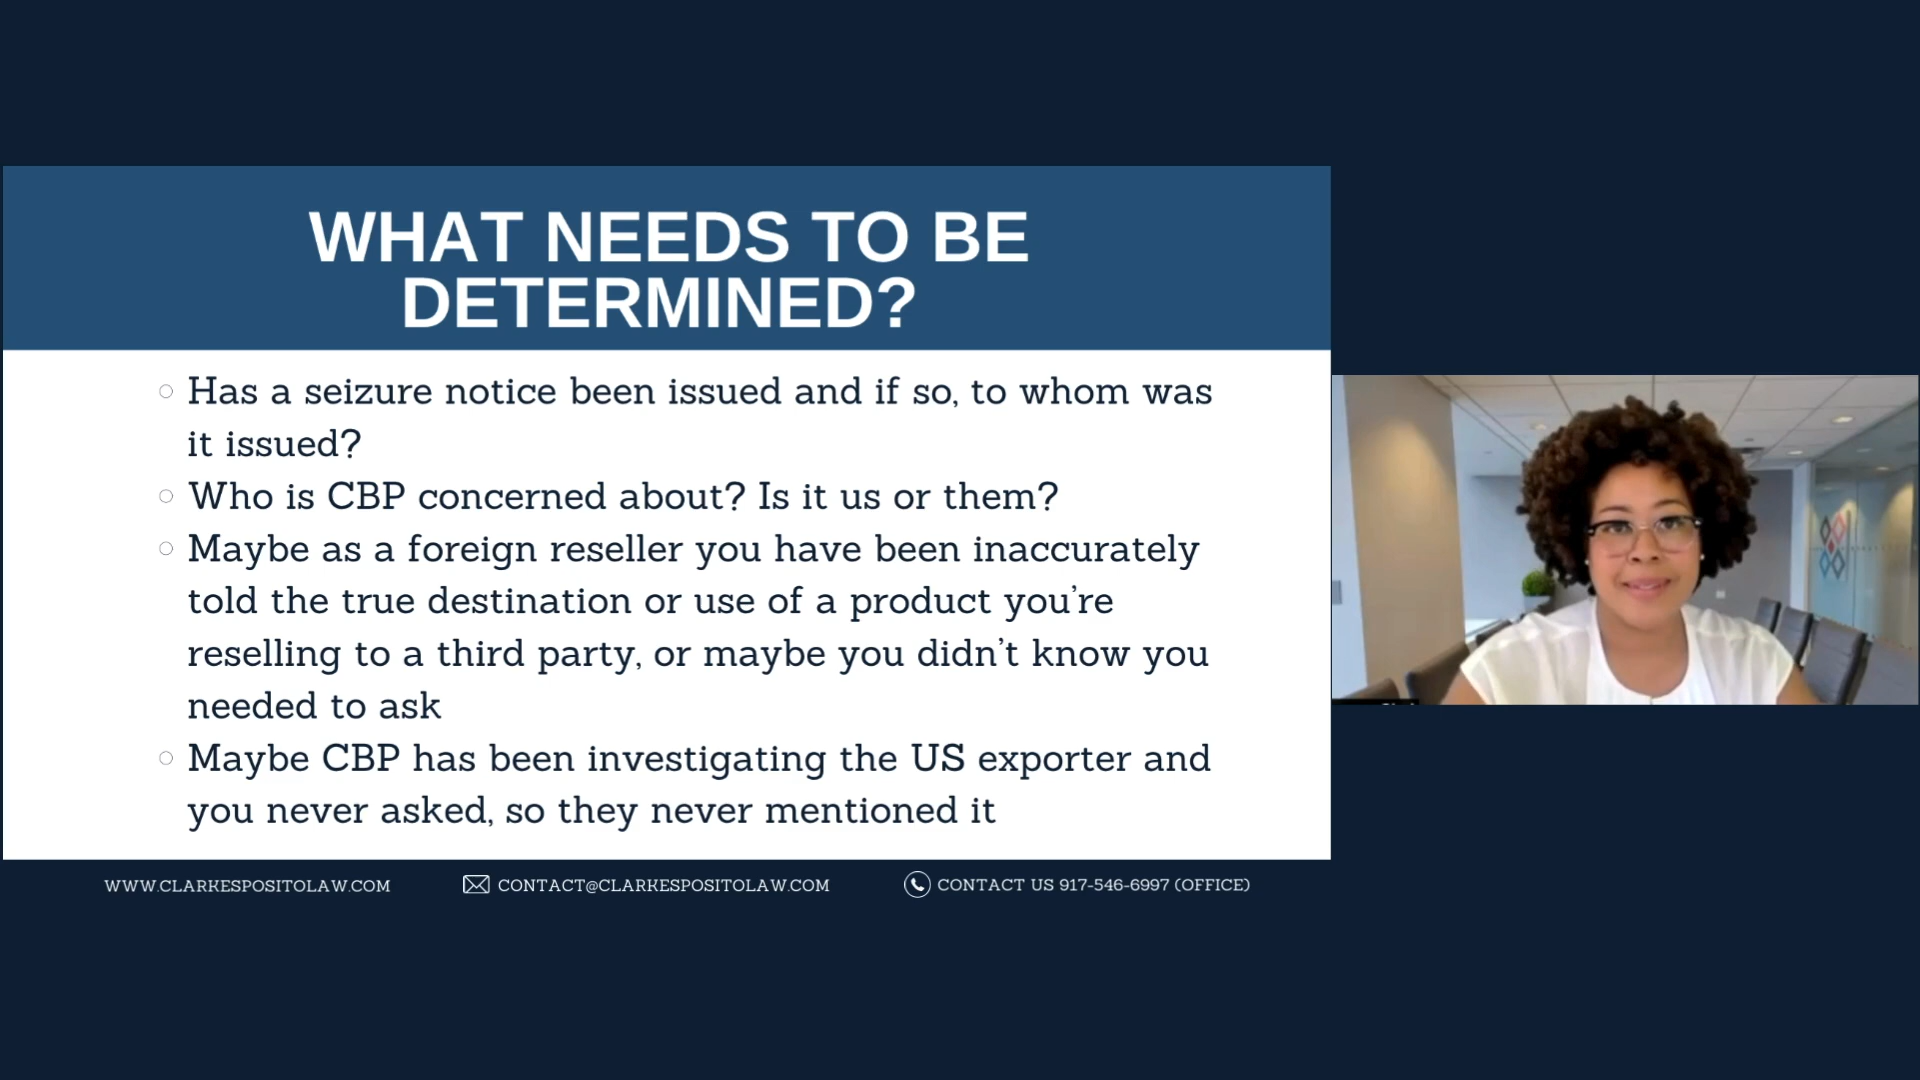 WHAT NEEDS TO BE
DETERMINED?
Has a seizure notice been issued and if so, to whom was
it issued?
Who is CBP concerned about? Is it us or them?
Maybe as a foreign reseller you have been inaccurately
told the true destination or use of a product you’re
reselling to a third party, or maybe you didn’t know you
needed to ask
Maybe CBP has been investigating the US exporter and
you never asked, so they never mentioned it
WWW.CLARKESPOSITOLAW.COM
CONTACT@CLARKESPOSITOLAW.COM
CONTACT US 917-546-6997 (OFFICE)